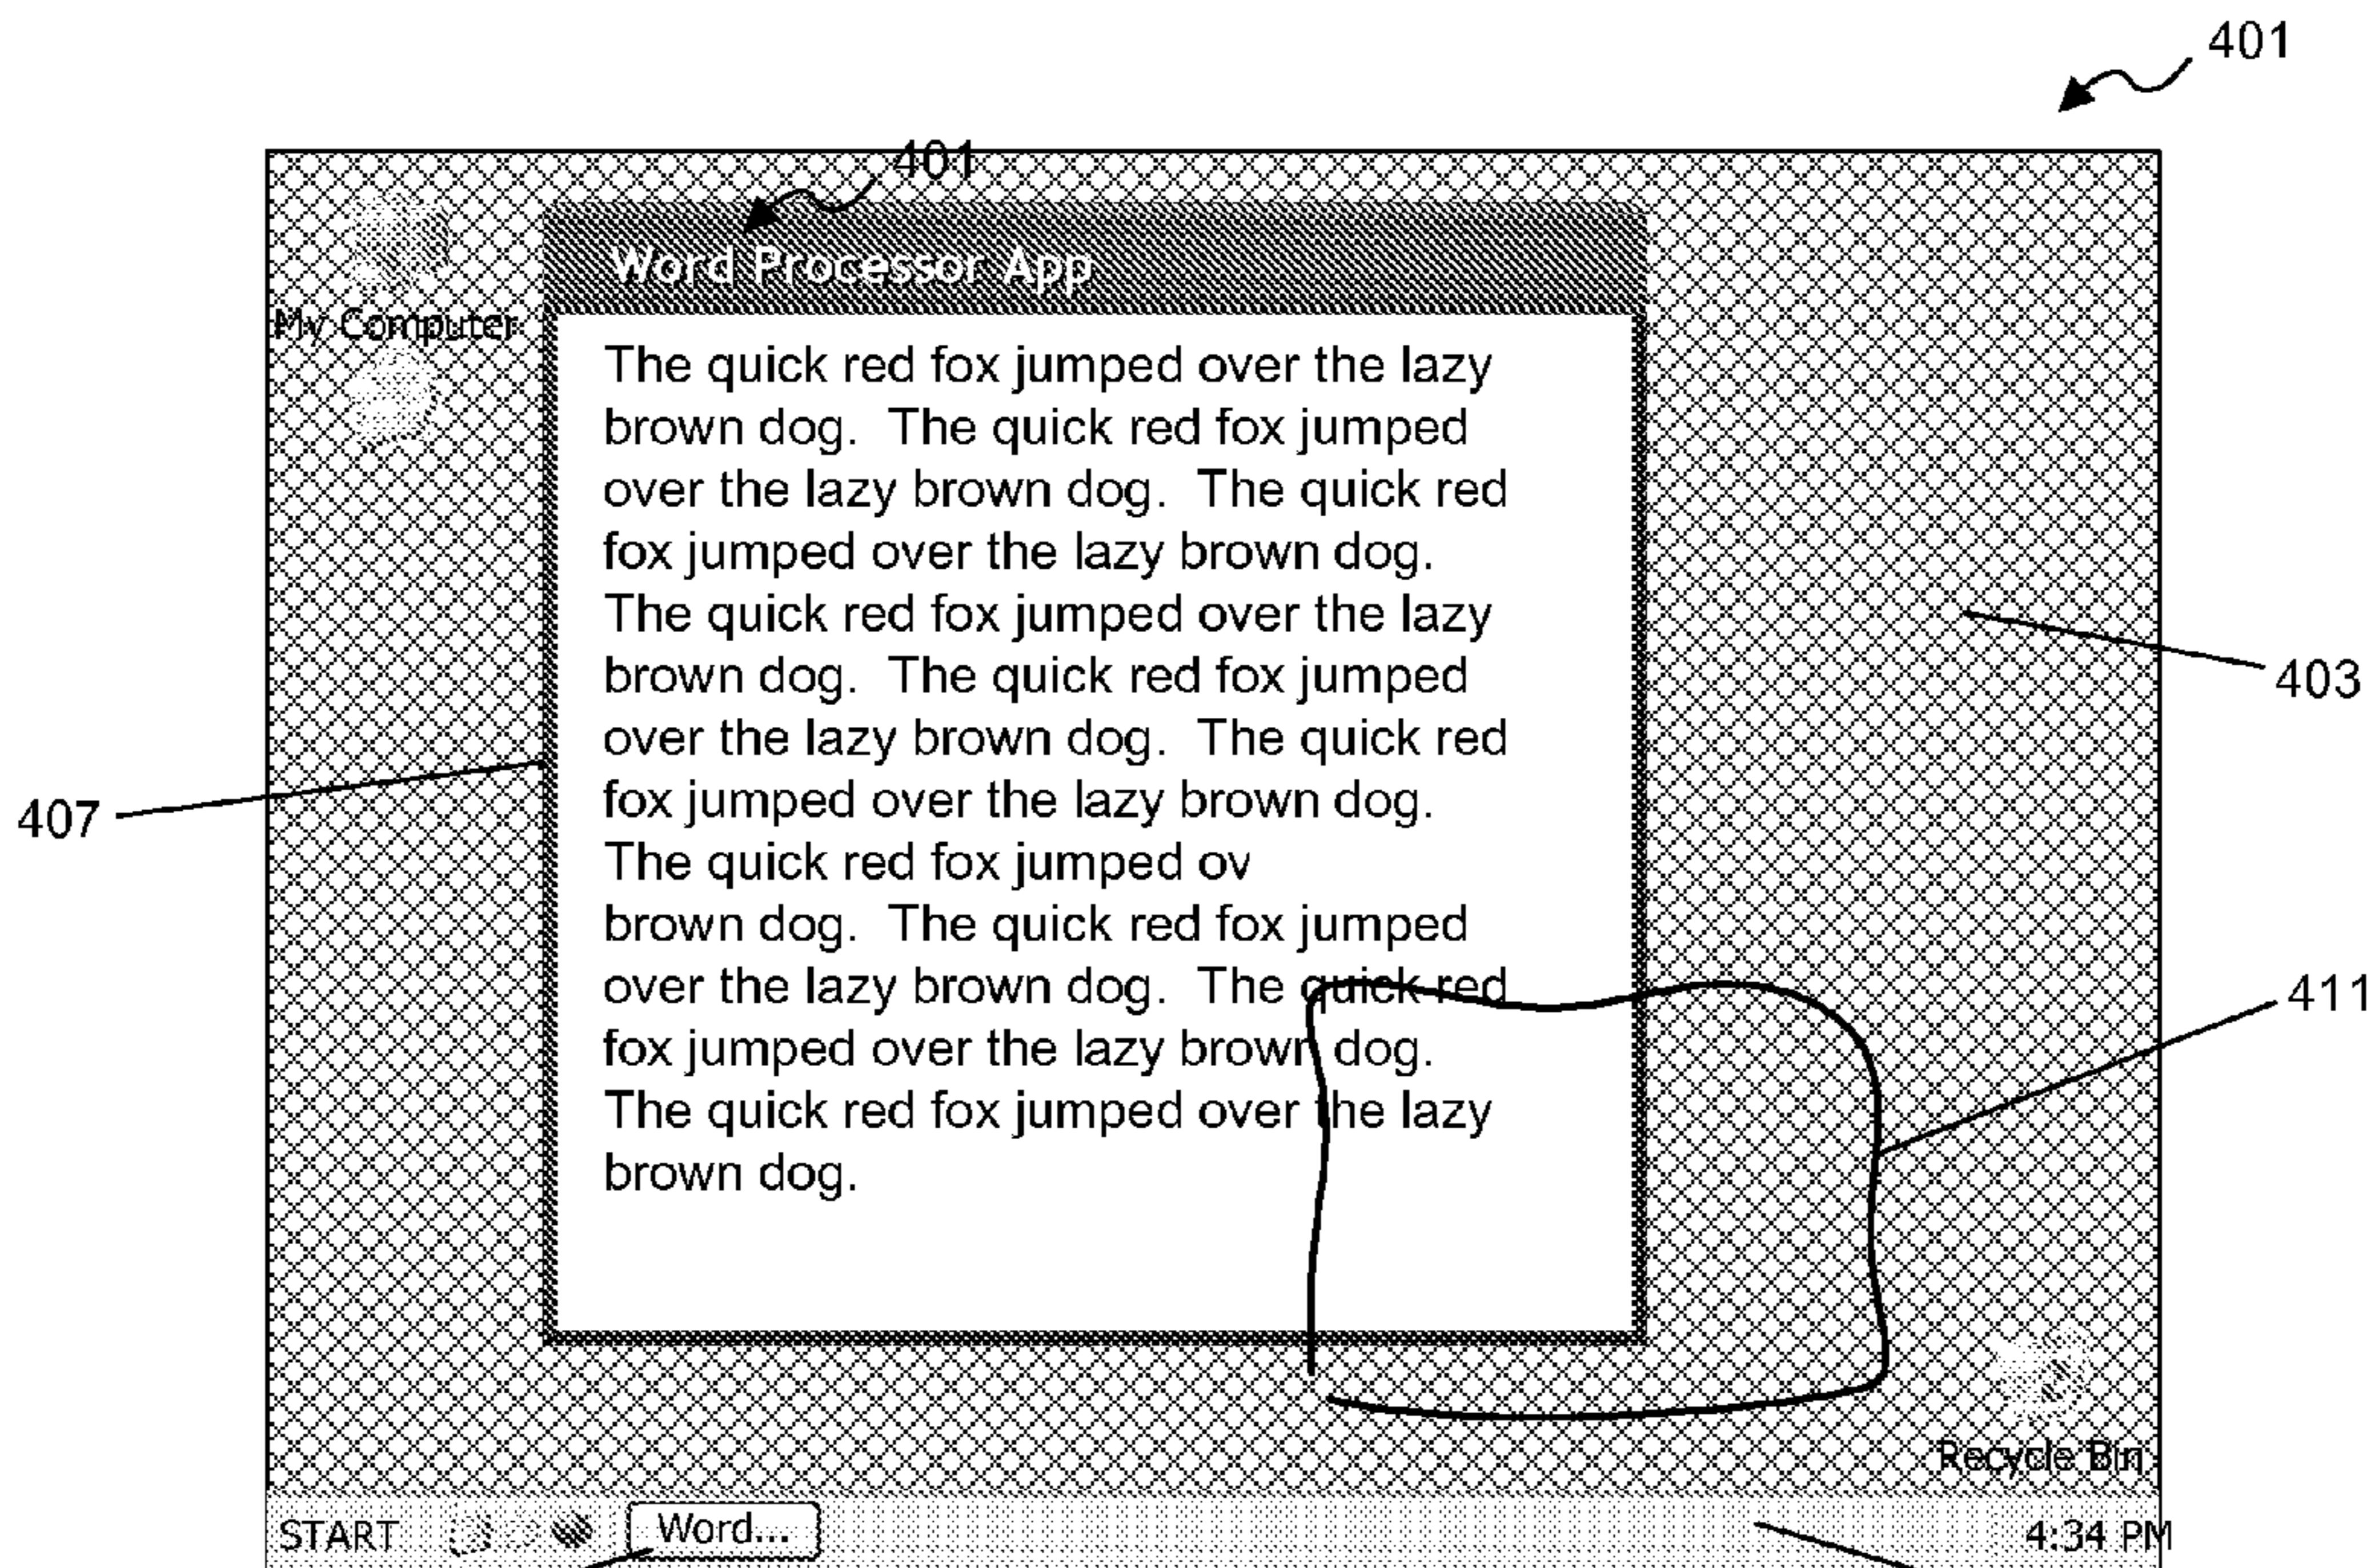 401
401
Word Processor App
My Computer
The quick red fox jumped over the lazy
brown dog.  The quick red fox jumped
over the lazy brown dog.  The quick red
fox jumped over the lazy brown dog.
The quick red fox jumped over the lazy
brown dog.  The quick red fox jumped
over the lazy brown dog.  The quick red
fox jumped over the lazy brown dog.
The quick red fox jumped ov
brown dog.  The quick red fox jumped
over the lazy brown dog.  The quick red
fox jumped over the lazy brown dog.
The quick red fox jumped over the lazy
brown dog.
403
407
411
Recycle Bin
START
Word...
4:34 PM